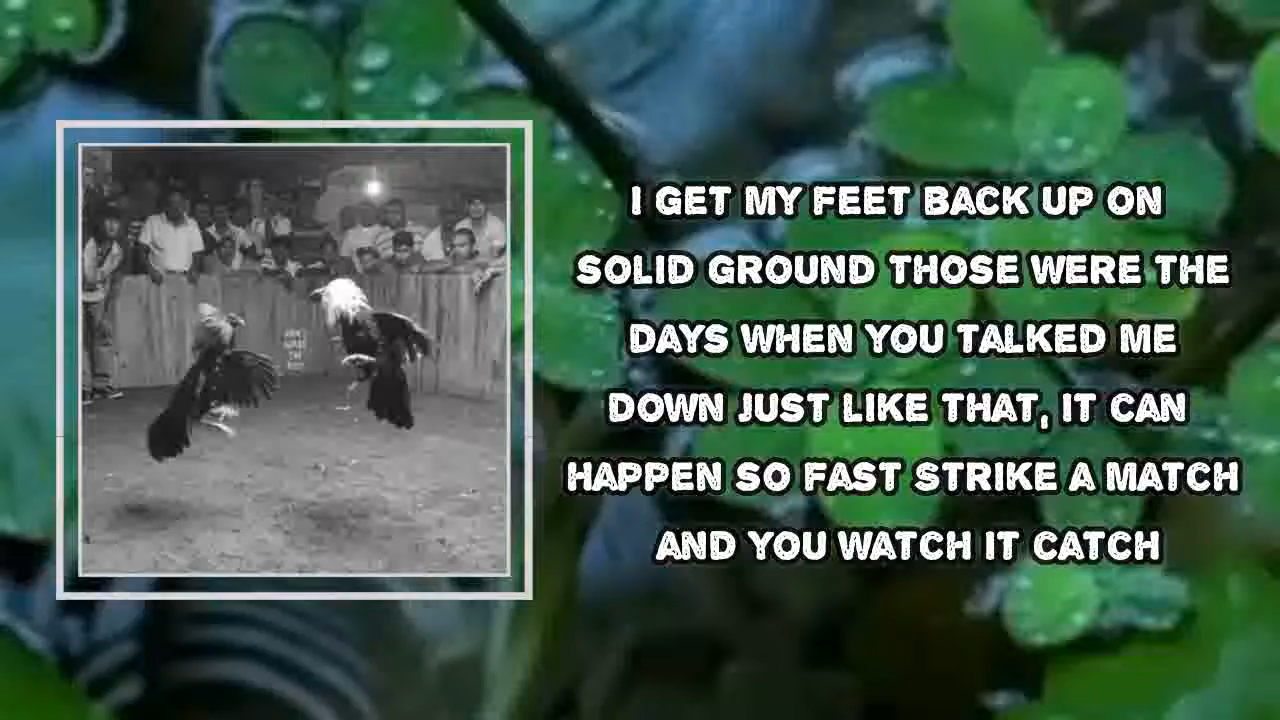 I GET MY FEET BACK UP ON
SOLID GROUND THOSE WERE THE
DAYS WHEN YOU TALKED ME
DOWN JUST LIKE THAT, IT CAN
HAPPEN SO FAST STRIKE A MATCH
AND YOU WATCH IT CATCH